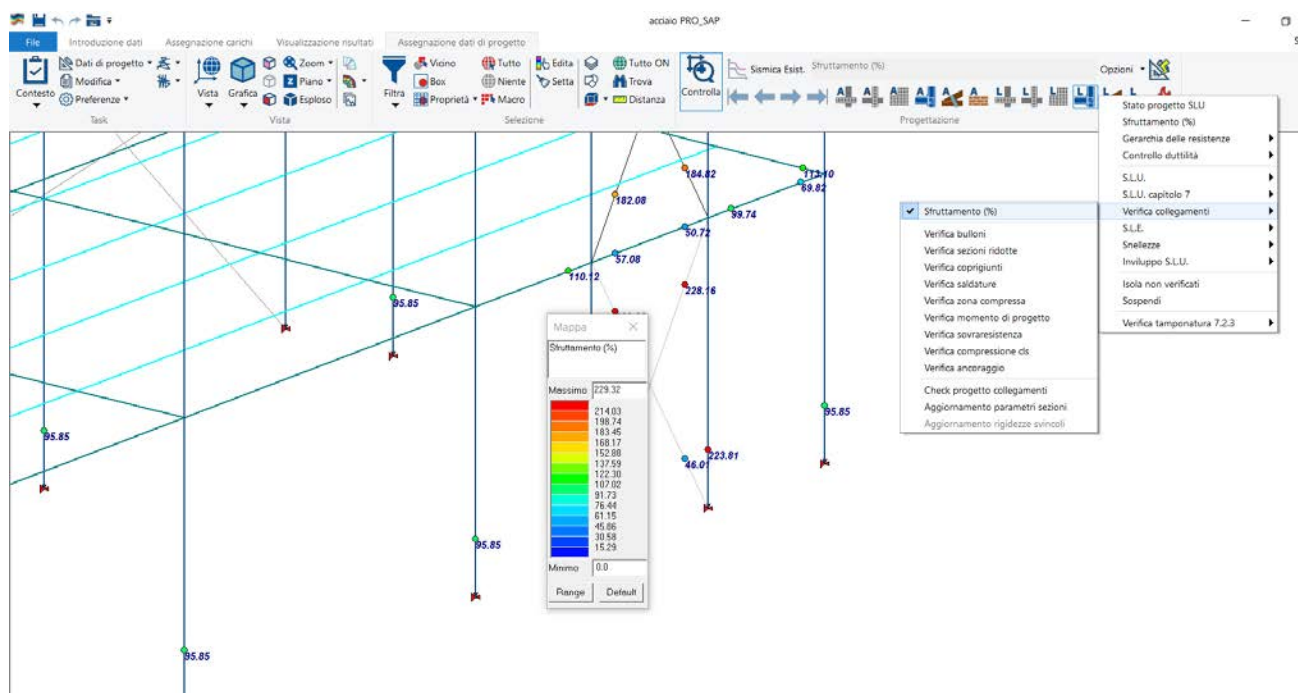 acciaio PRO_SAP
File Introduzione dati Assegnazione carichi Visualizzazione risultati Assegnazione dati di progetto
Contesto
Dati di progetto
Modifica
Preferenze
Task
Vista
Grafica
Zoom
Piano
Esploso
Vista
Filtra
Vicino
Box
Proprietà
Tutto
Niente
Macro
Edita
Setta
Tutto ON
Trova
Distanza
Selezione
Controlla
Sismica Esist.
Sfruttamento (%)
Opzioni
Progettazione
Stato progetto SLU
Sfruttamento (%)
Gerarchia delle resistenze
Controllo duttilità
S.L.U.
S.L.U. capitolo 7
Verifica collegamenti
S.L.E.
Snellezze
Inviluppo S.L.U.
Isola non verificati
Sospendi
Verifica tamponatura 7.2.3
Sfruttamento (%)
Verifica bulloni
Verifica sezioni ridotte
Verifica coprigiunti
Verifica saldature
Verifica zona compressa
Verifica momento di progetto
Verifica sovraresistenza
Verifica compressione cls
Verifica ancoraggio
Check progetto collegamenti
Aggiornamento parametri sezioni
Aggiornamento rigidezze svincoli
184.82
113.10
69.82
182.08
99.74
50.72
57.08
110.12
228.16
95.85
95.85
95.85
223.81
46.01
95.85
95.85
Mappa
Sfruttamento (%)
Massimo 229.32
214.03
198.74
183.45
168.17
152.88
137.59
122.30
107.02
91.73
76.44
61.15
45.86
30.58
15.29
Minimo 0.0
Range Default